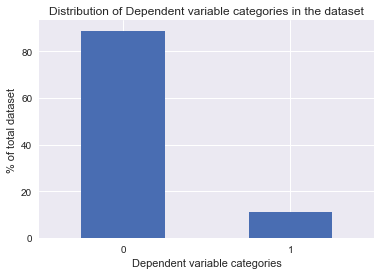 Distribution of Dependent variable categories in the dataset
% of total dataset
80
60
40
20
0
0 1
Dependent variable categories